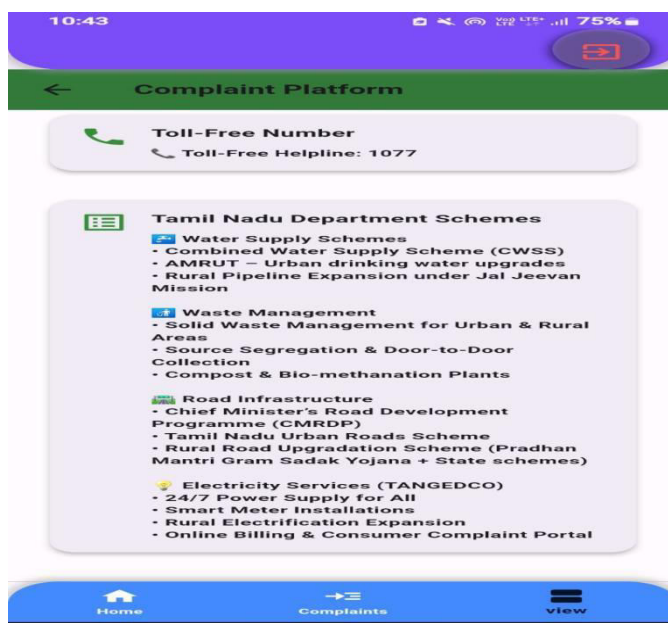 10:43 Vo)) LTE LTE+ 75%
Complaint Platform
Toll-Free Number
📞 Toll-Free Helpline: 1077
Tamil Nadu Department Schemes
🚰 Water Supply Schemes
• Combined Water Supply Scheme (CWSS)
• AMRUT – Urban drinking water upgrades
• Rural Pipeline Expansion under Jal Jeevan
Mission
🚮 Waste Management
• Solid Waste Management for Urban & Rural
Areas
• Source Segregation & Door-to-Door
Collection
• Compost & Bio-methanation Plants
🛣️ Road Infrastructure
• Chief Minister's Road Development
Programme (CMRDP)
• Tamil Nadu Urban Roads Scheme
• Rural Road Upgradation Scheme (Pradhan
Mantri Gram Sadak Yojana + State schemes)
💡 Electricity Services (TANGEDCO)
• 24/7 Power Supply for All
• Smart Meter Installations
• Rural Electrification Expansion
• Online Billing & Consumer Complaint Portal
Home Complaints view